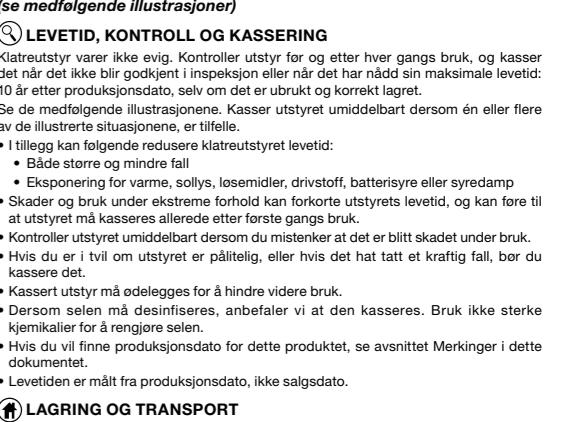 (se medfølgende illustrasjoner)
LEVETID, KONTROLL OG KASSERING
Klatreutstyr varer ikke evig. Kontroller utstyr før og etter hver gangs bruk, og kasser
det når det ikke blir godkjent i inspeksjon eller når det har nådd sin maksimale levetid:
10 år etter produksjonsdato, selv om det er ubrukt og korrekt lagret.
Se de medfølgende illustrasjonene. Kasser utstyret umiddelbart dersom én eller flere
av de illustrerte situasjonene, er tilfelle.
• I tillegg kan følgende redusere klatreutstyret levetid:
• Både større og mindre fall
• Eksponering for varme, sollys, løsemidler, drivstoff, batterisyre eller syredamp
• Skader og bruk under ekstreme forhold kan forkorte utstyrets levetid, og kan føre til
at utstyret må kasseres allerede etter første gangs bruk.
• Kontroller utstyret umiddelbart dersom du mistenker at det er blitt skadet under bruk.
• Hvis du er i tvil om utstyret er pålitelig, eller hvis det hat tatt et kraftig fall, bør du
kassere det.
• Kassert utstyr må ødelegges for å hindre videre bruk.
• Dersom selen må desinfiseres, anbefaler vi at den kasseres. Bruk ikke sterke
kjemikalier for å rengjøre selen.
• Hvis du vil finne produksjonsdato for dette produktet, se avsnittet Merkinger i dette
dokumentet.
• Levetiden er målt fra produksjonsdato, ikke salgsdato.
LAGRING OG TRANSPORT